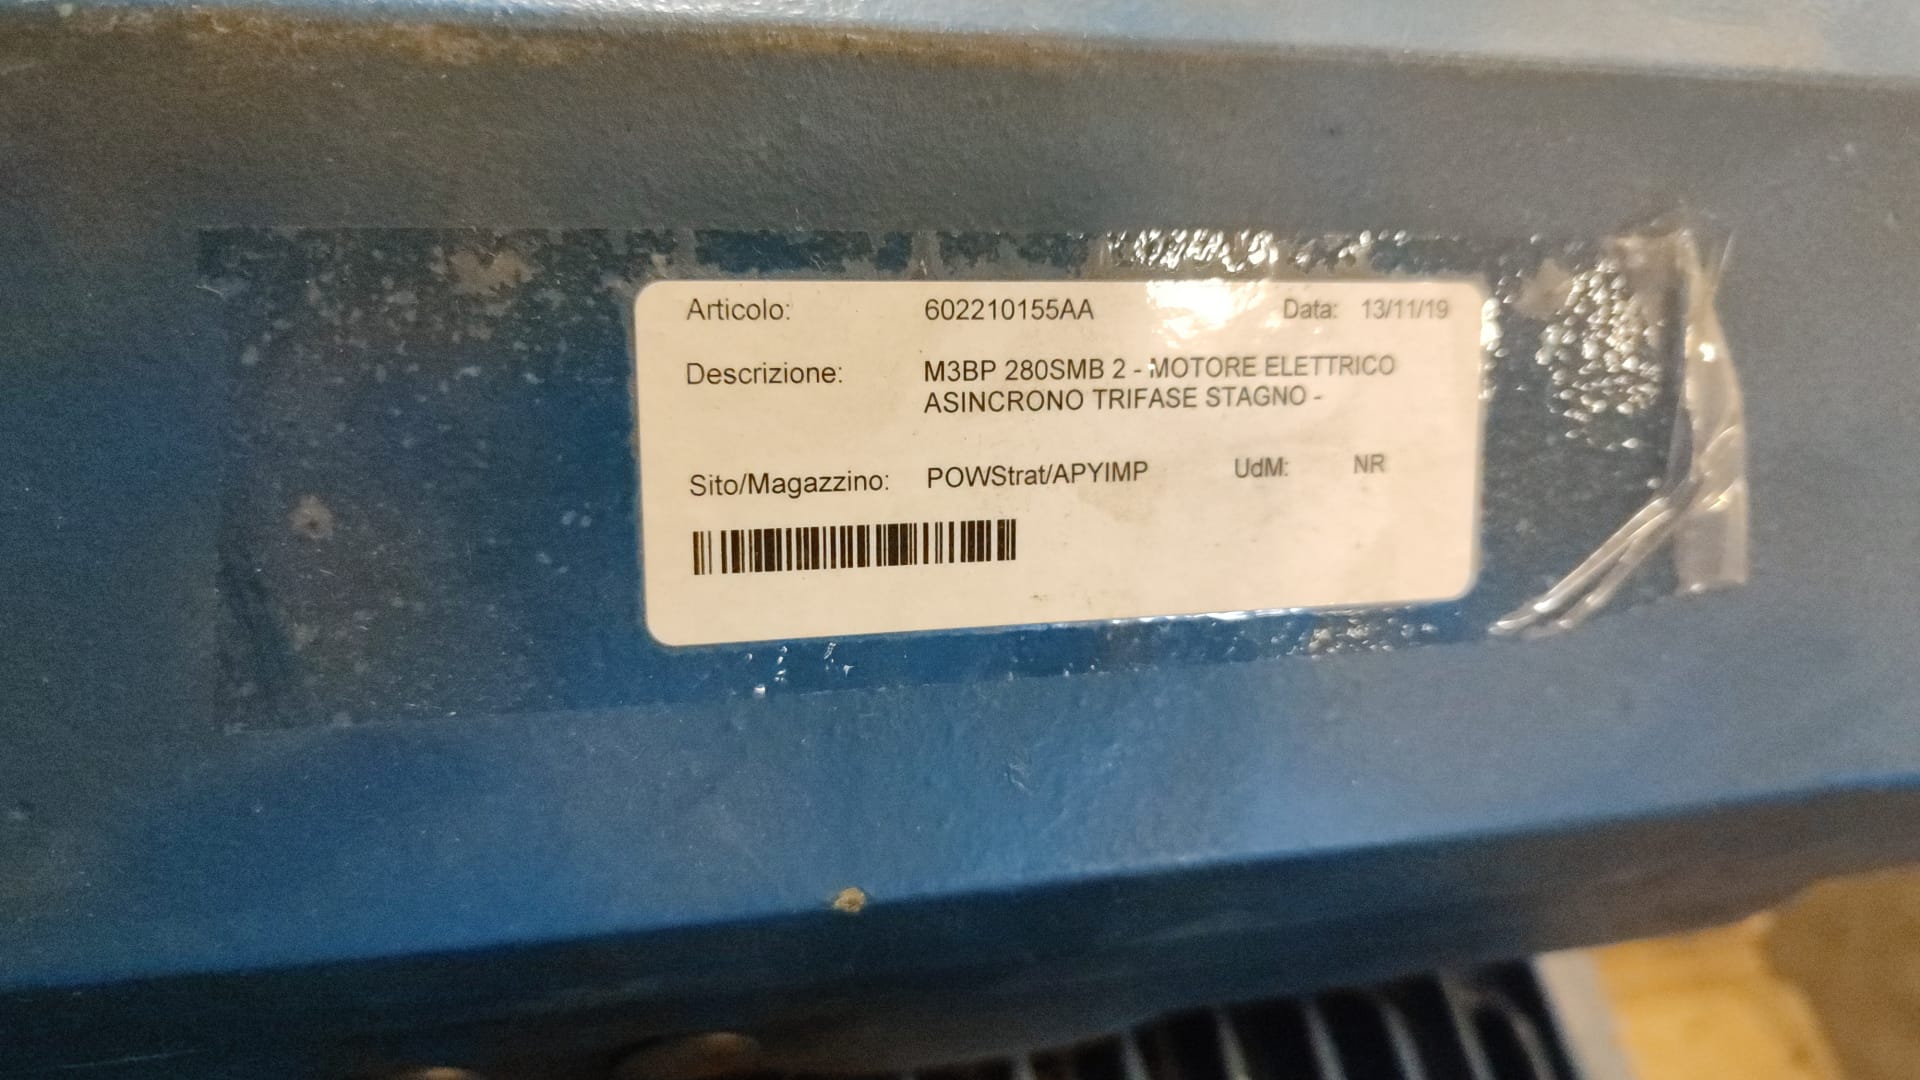 Articolo: 602210155AA Data: 13/11/19
Descrizione: M3BP 280SMB 2 - MOTORE ELETTRICO
ASINCRONO TRIFASE STAGNO -
Sito/Magazzino: POWStrat/APYIMP UdM: NR